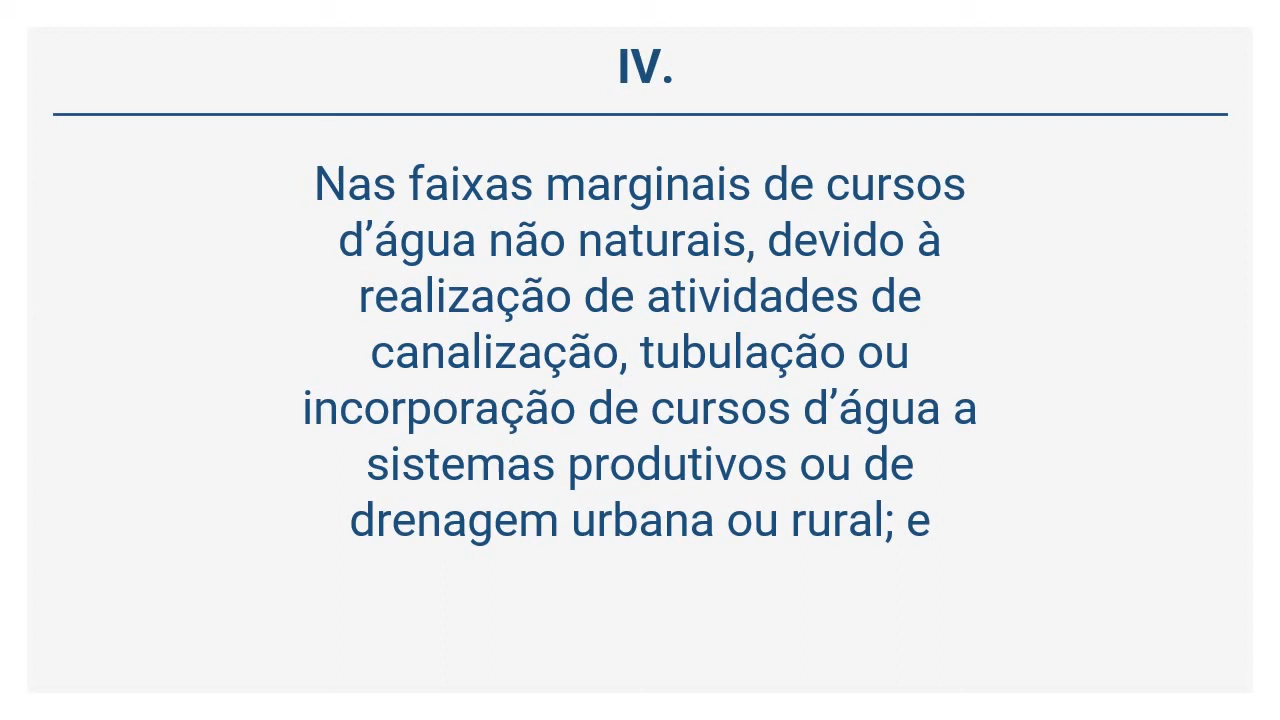 IV.
Nas faixas marginais de cursos
d’água não naturais, devido à
realização de atividades de
canalização, tubulação ou
incorporação de cursos d’água a
sistemas produtivos ou de
drenagem urbana ou rural; e